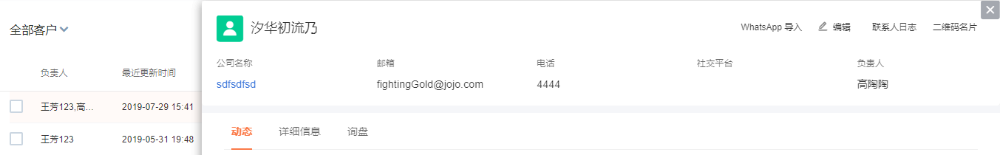 全部客户
负责人 最近更新时间
王芳123,高... 2019-07-29 15:41
王芳123 2019-05-31 19:48
汐华初流乃
WhatsApp 导入 编辑 联系人日志 二维码名片
公司名称 邮箱 电话 社交平台 负责人
sdfsdfsd fightingGold@jojo.com 4444 高陶陶
动态 详细信息 询盘